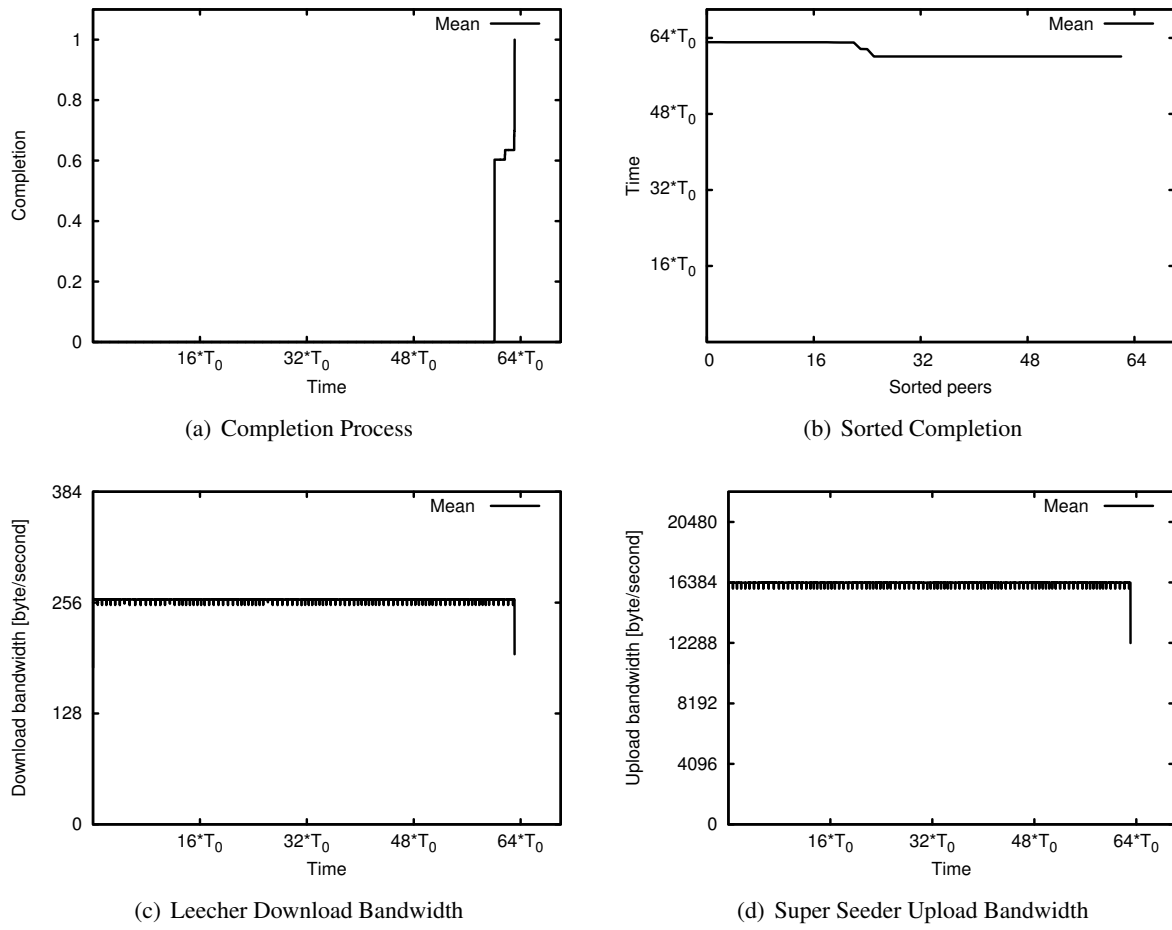 Mean
1
0.8
0.6
0.4
0.2
0
Completion
16*T₀ 32*T₀ 48*T₀ 64*T₀
Time
(a) Completion Process
Mean
64*T₀
48*T₀
32*T₀
16*T₀
Time
0 16 32 48 64
Sorted peers
(b) Sorted Completion
Mean
384
256
128
0
Download bandwidth [byte/second]
16*T₀ 32*T₀ 48*T₀ 64*T₀
Time
(c) Leecher Download Bandwidth
Mean
20480
16384
12288
8192
4096
0
Upload bandwidth [byte/second]
16*T₀ 32*T₀ 48*T₀ 64*T₀
Time
(d) Super Seeder Upload Bandwidth